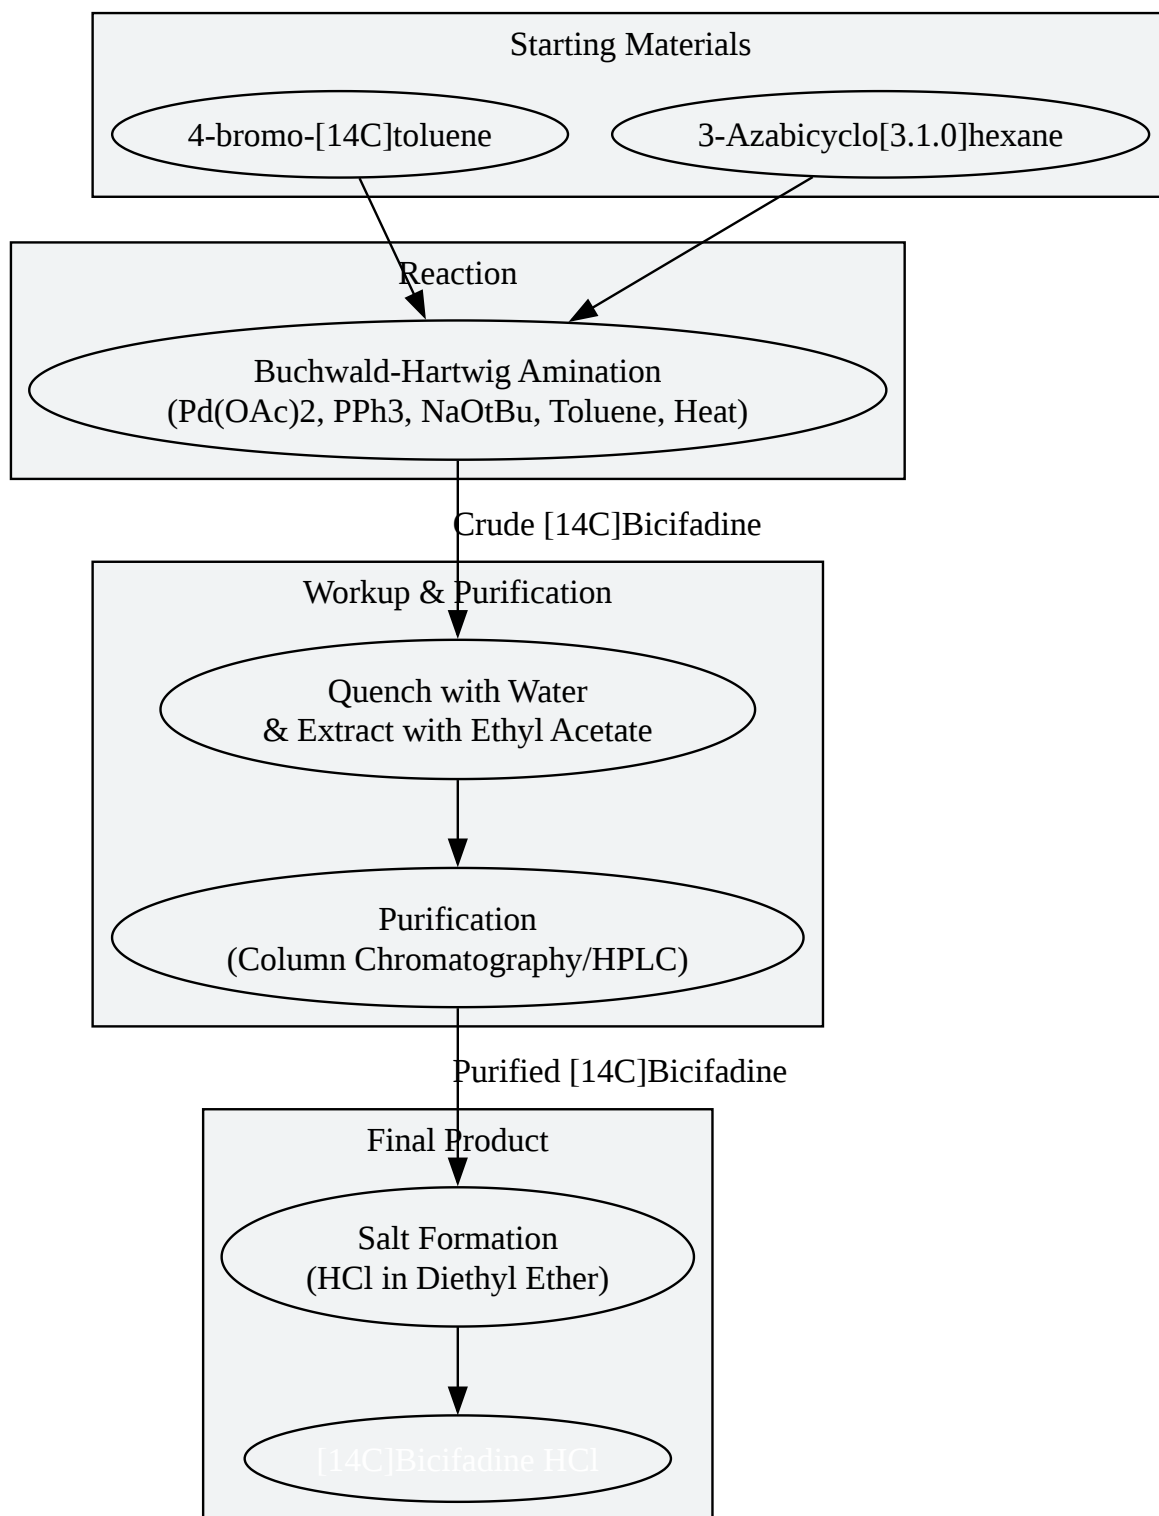 Starting Materials
4-bromo-[14C]toluene
3-Azabicyclo[3.1.0]hexane
Reaction
Buchwald-Hartwig Amination
(Pd(OAc)2, PPh3, NaOtBu, Toluene, Heat)
Crude [14C]Bicifadine
Workup & Purification
Quench with Water
& Extract with Ethyl Acetate
Purification
(Column Chromatography/HPLC)
Purified [14C]Bicifadine
Final Product
Salt Formation
(HCl in Diethyl Ether)
[14C]Bicifadine HCl